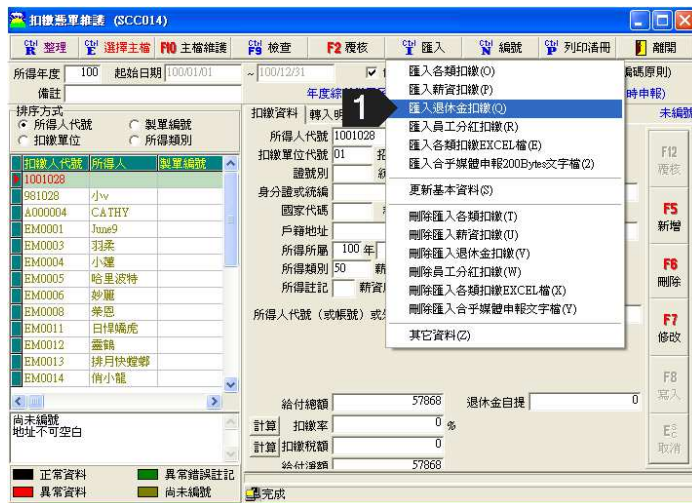 扣繳憑單維護 (SCC014)
Ctrl R 整理 Ctrl E 選擇主檔 F10 主檔維護 Ctrl F9 檢查 F2 覆核 Ctrl I 匯入 Ctrl N 編號 Ctrl P 列印清冊 離開
所得年度 100 起始日期 100/01/01 ~ 100/12/31
備註
排序方式
所得人代號 製單編號
扣繳單位 所得類別
扣繳人代號 所得人 製單編號
1001028
981028 小w
A000004 CATHY
EM0001 June9
EM0003 羽柔
EM0004 小蓮
EM0005 哈里波特
EM0006 妙麗
EM0008 榮恩
EM0011 日悍嬌虎
EM0012 靈鶴
EM0013 排月快螳螂
EM0014 俏小龍
尚未編號
地址不可空白
正常資料 異常錯誤註記
異常資料 尚未編號
扣繳資料 轉入明
未編號
所得人代號 1001028
扣繳單位代號 01
證號別
身分證或統編
國家代碼
戶籍地址
所得所屬 100 年
所得類別 50 薪
所得註記 薪資
所得人代號 (或帳號) 或
給付總額 57868 退休金自提 0
計算 扣繳率 0 %
計算 扣繳稅額 0
給付淨額 57868
完成
1
匯入各類扣繳(O)
匯入薪資扣繳(P)
匯入退休金扣繳(Q)
匯入員工分紅扣繳(R)
匯入各類扣繳EXCEL檔(E)
匯入合乎媒體申報200Bytes文字檔(2)
更新基本資料(S)
刪除匯入各類扣繳(T)
刪除匯入薪資扣繳(U)
刪除匯入退休金扣繳(V)
刪除員工分紅扣繳(W)
刪除匯入各類扣繳EXCEL檔(X)
刪除匯入合乎媒體申報文字檔(Y)
其它資料(Z)
F12
覆核
F5
新增
F6
刪除
F7
修改
F8
寫入
Esc
取消